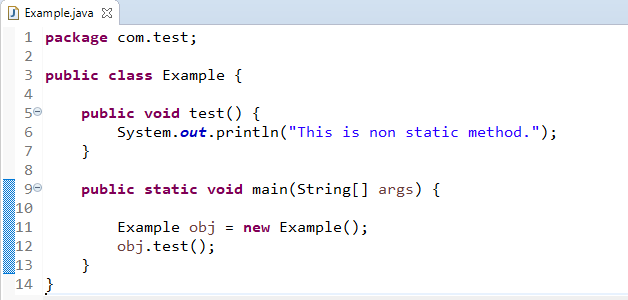 Example.java
1 package com.test;
2
3 public class Example {
4
5     public void test() {
6         System.out.println("This is non static method.");
7     }
8
9     public static void main(String[] args) {
10
11         Example obj = new Example();
12         obj.test();
13     }
14 }